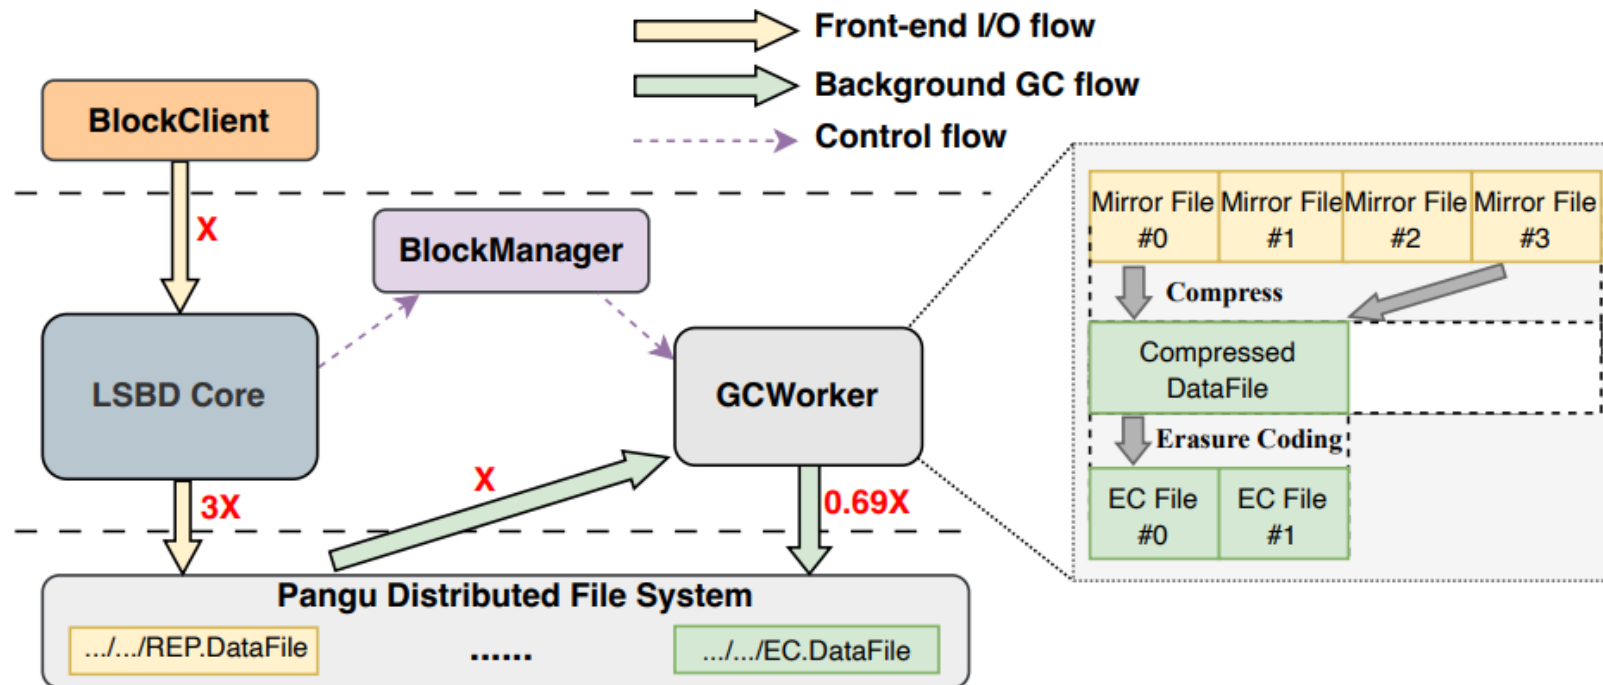 Front-end I/O flow
Background GC flow
Control flow
BlockClient
X
BlockManager
LSBD Core
GCWorker
3X
X
0.69X
Pangu Distributed File System
.../.../REP.DataFile
......
.../.../EC.DataFile
Mirror File
#0
Mirror File
#1
Mirror File
#2
Mirror File
#3
Compress
Compressed
DataFile
Erasure Coding
EC File
#0
EC File
#1